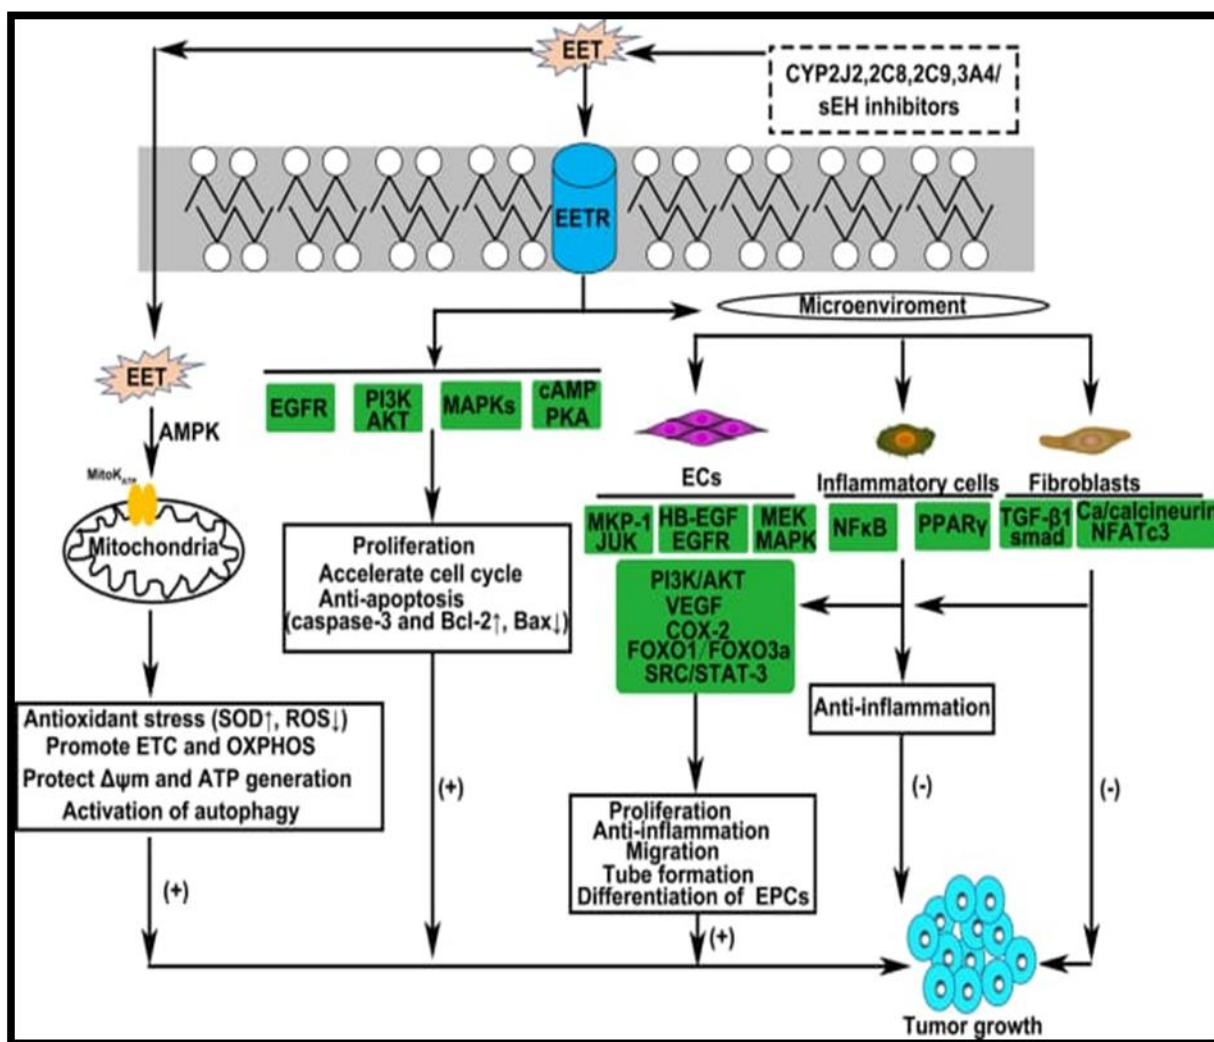 EET
CYP2J2,2C8,2C9,3A4/
sEH inhibitors
EETR
Microenviroment
EET
AMPK
MitoKATP
Mitochondria
EGFR
PI3K
AKT
MAPKs
cAMP
PKA
ECs
Inflammatory cells
Fibroblasts
MKP-1
JUK
HB-EGF
EGFR
MEK
MAPK
NFκB
PPARγ
TGF-β1
smad
Ca/calcineurin
NFATc3
Proliferation
Accelerate cell cycle
Anti-apoptosis
(caspase-3 and Bcl-2↑, Bax↓)
PI3K/AKT
VEGF
COX-2
FOXO1/FOXO3a
SRC/STAT-3
Anti-inflammation
Antioxidant stress (SOD↑, ROS↓)
Promote ETC and OXPHOS
Protect Δψm and ATP generation
Activation of autophagy
(+)
(+)
(-)
(-)
Proliferation
Anti-inflammation
Migration
Tube formation
Differentiation of EPCs
(+)
Tumor growth